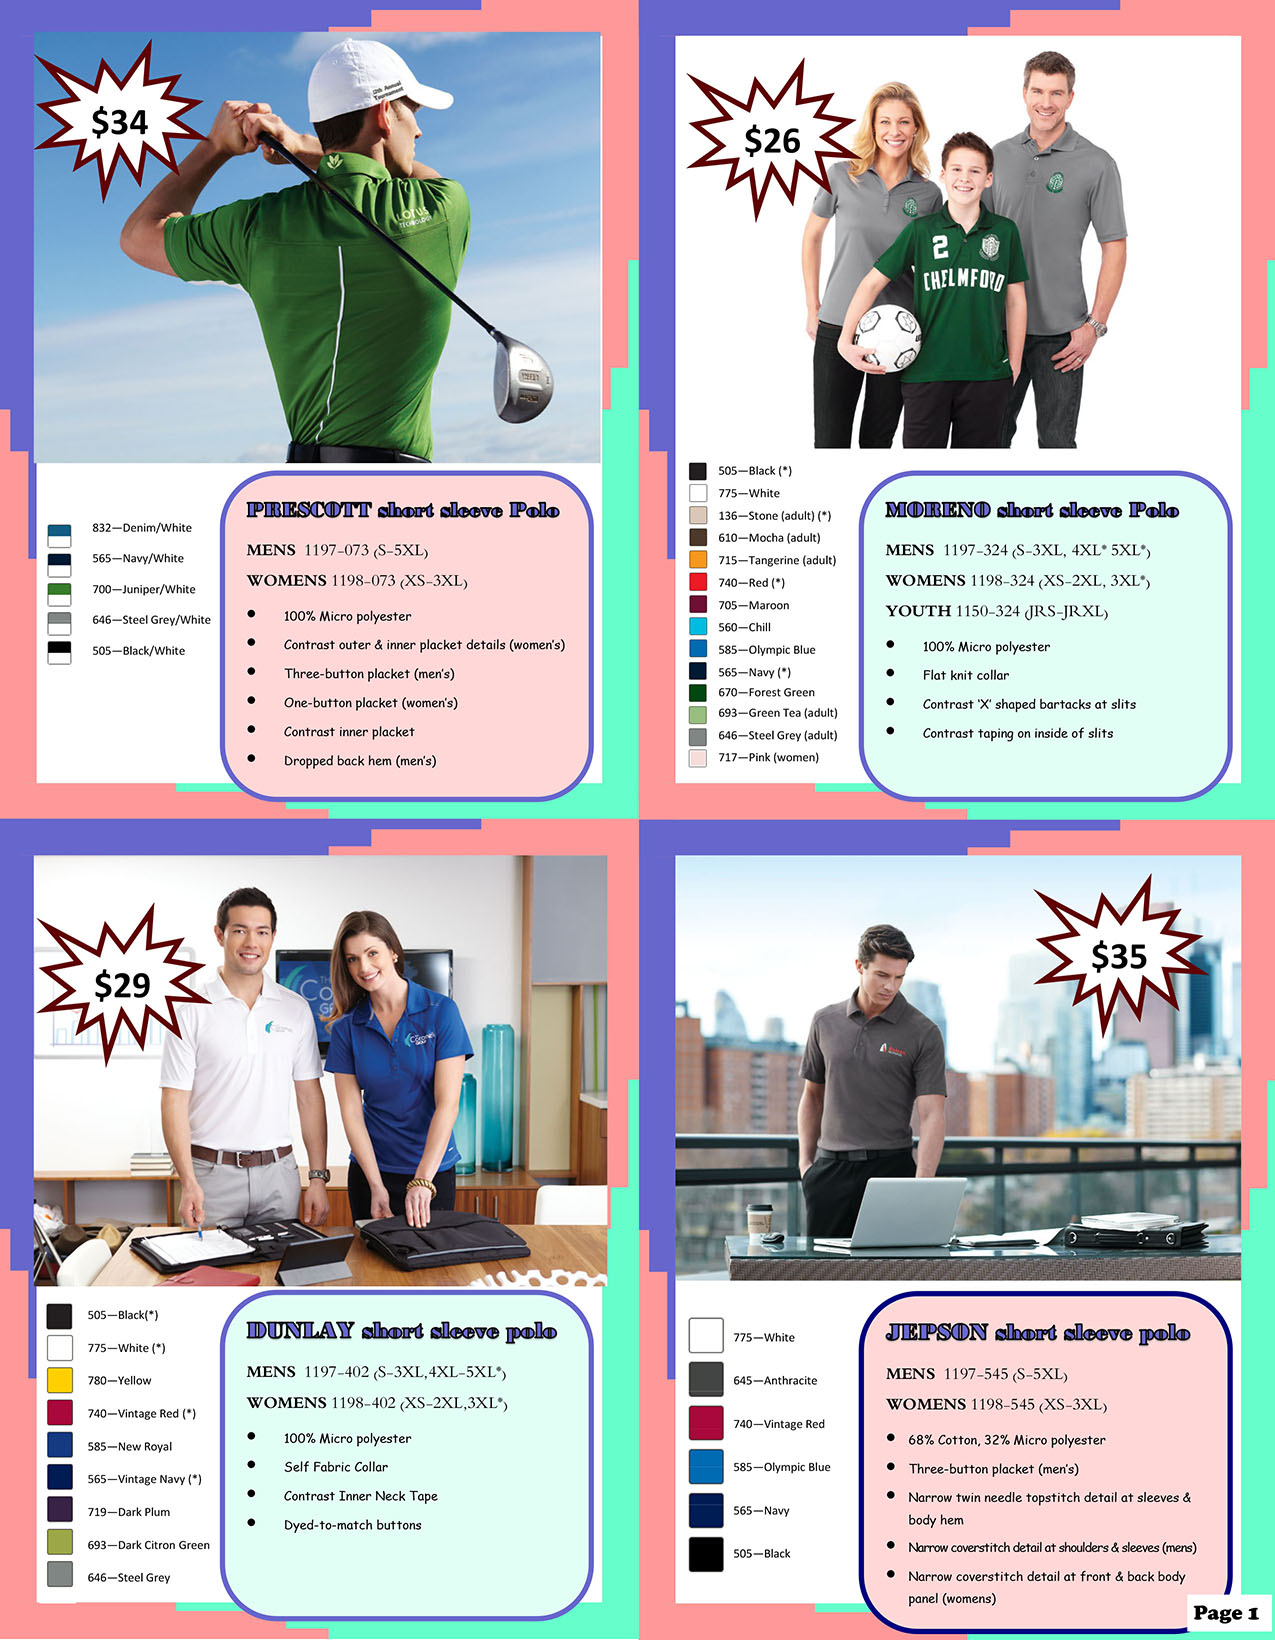 $34
12th Annual
Tournament
LOTUS
TECHNOLOGY
832—Denim/White
565—Navy/White
700—Juniper/White
646—Steel Grey/White
505—Black/White
PRESCOTT short sleeve Polo
MENS 1197-073 (S-5XL)
WOMENS 1198-073 (XS-3XL)
• 100% Micro polyester
• Contrast outer & inner placket details (women's)
• Three-button placket (men's)
• One-button placket (women's)
• Contrast inner placket
• Dropped back hem (men's)
$26
2
CHELMFORD
505—Black (*)
775—White
136—Stone (adult) (*)
610—Mocha (adult)
715—Tangerine (adult)
740—Red (*)
705—Maroon
560—Chill
585—Olympic Blue
565—Navy (*)
670—Forest Green
693—Green Tea (adult)
646—Steel Grey (adult)
717—Pink (women)
MORENO short sleeve Polo
MENS 1197-324 (S-3XL, 4XL* 5XL*)
WOMENS 1198-324 (XS-2XL, 3XL*)
YOUTH 1150-324 (JRS-JRXL)
• 100% Micro polyester
• Flat knit collar
• Contrast ‘X’ shaped bartacks at slits
• Contrast taping on inside of slits
$29
505—Black(*)
775—White (*)
780—Yellow
740—Vintage Red (*)
585—New Royal
565—Vintage Navy (*)
719—Dark Plum
693—Dark Citron Green
646—Steel Grey
DUNLAY short sleeve polo
MENS 1197-402 (S-3XL,4XL-5XL*)
WOMENS 1198-402 (XS-2XL,3XL*)
• 100% Micro polyester
• Self Fabric Collar
• Contrast Inner Neck Tape
• Dyed-to-match buttons
$35
775—White
645—Anthracite
740—Vintage Red
585—Olympic Blue
565—Navy
505—Black
JEPSON short sleeve polo
MENS 1197-545 (S-5XL)
WOMENS 1198-545 (XS-3XL)
• 68% Cotton, 32% Micro polyester
• Three-button placket (men's)
• Narrow twin needle topstitch detail at sleeves &
body hem
• Narrow coverstitch detail at shoulders & sleeves (mens)
• Narrow coverstitch detail at front & back body
panel (womens)
Page 1